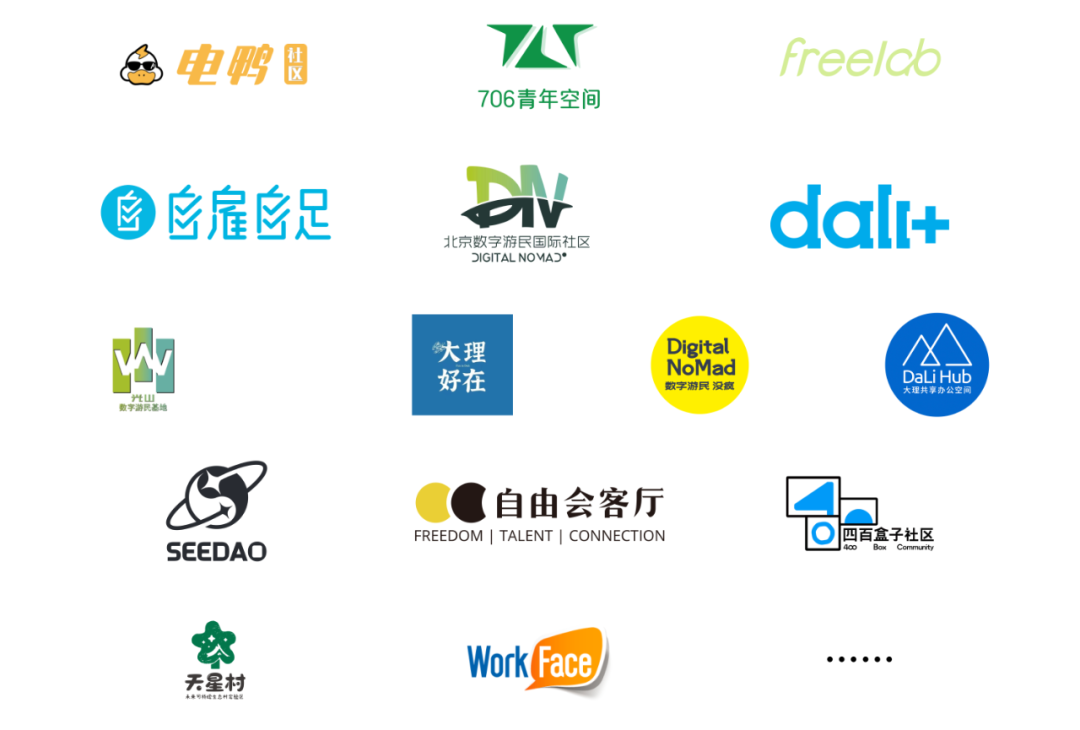 电鸭 社区
706青年空间
freelab
自雇自足
DN
北京数字游民国际社区
DIGITAL NOMAD
dali+
光山
数字游民基地
大理
好在
Digital
NoMad
数字游民 没疯
DaLi Hub
大理共享办公空间
SEEDAO
自由会客厅
FREEDOM | TALENT | CONNECTION
四百盒子社区
400 Box Community
天星村
Work Face
······